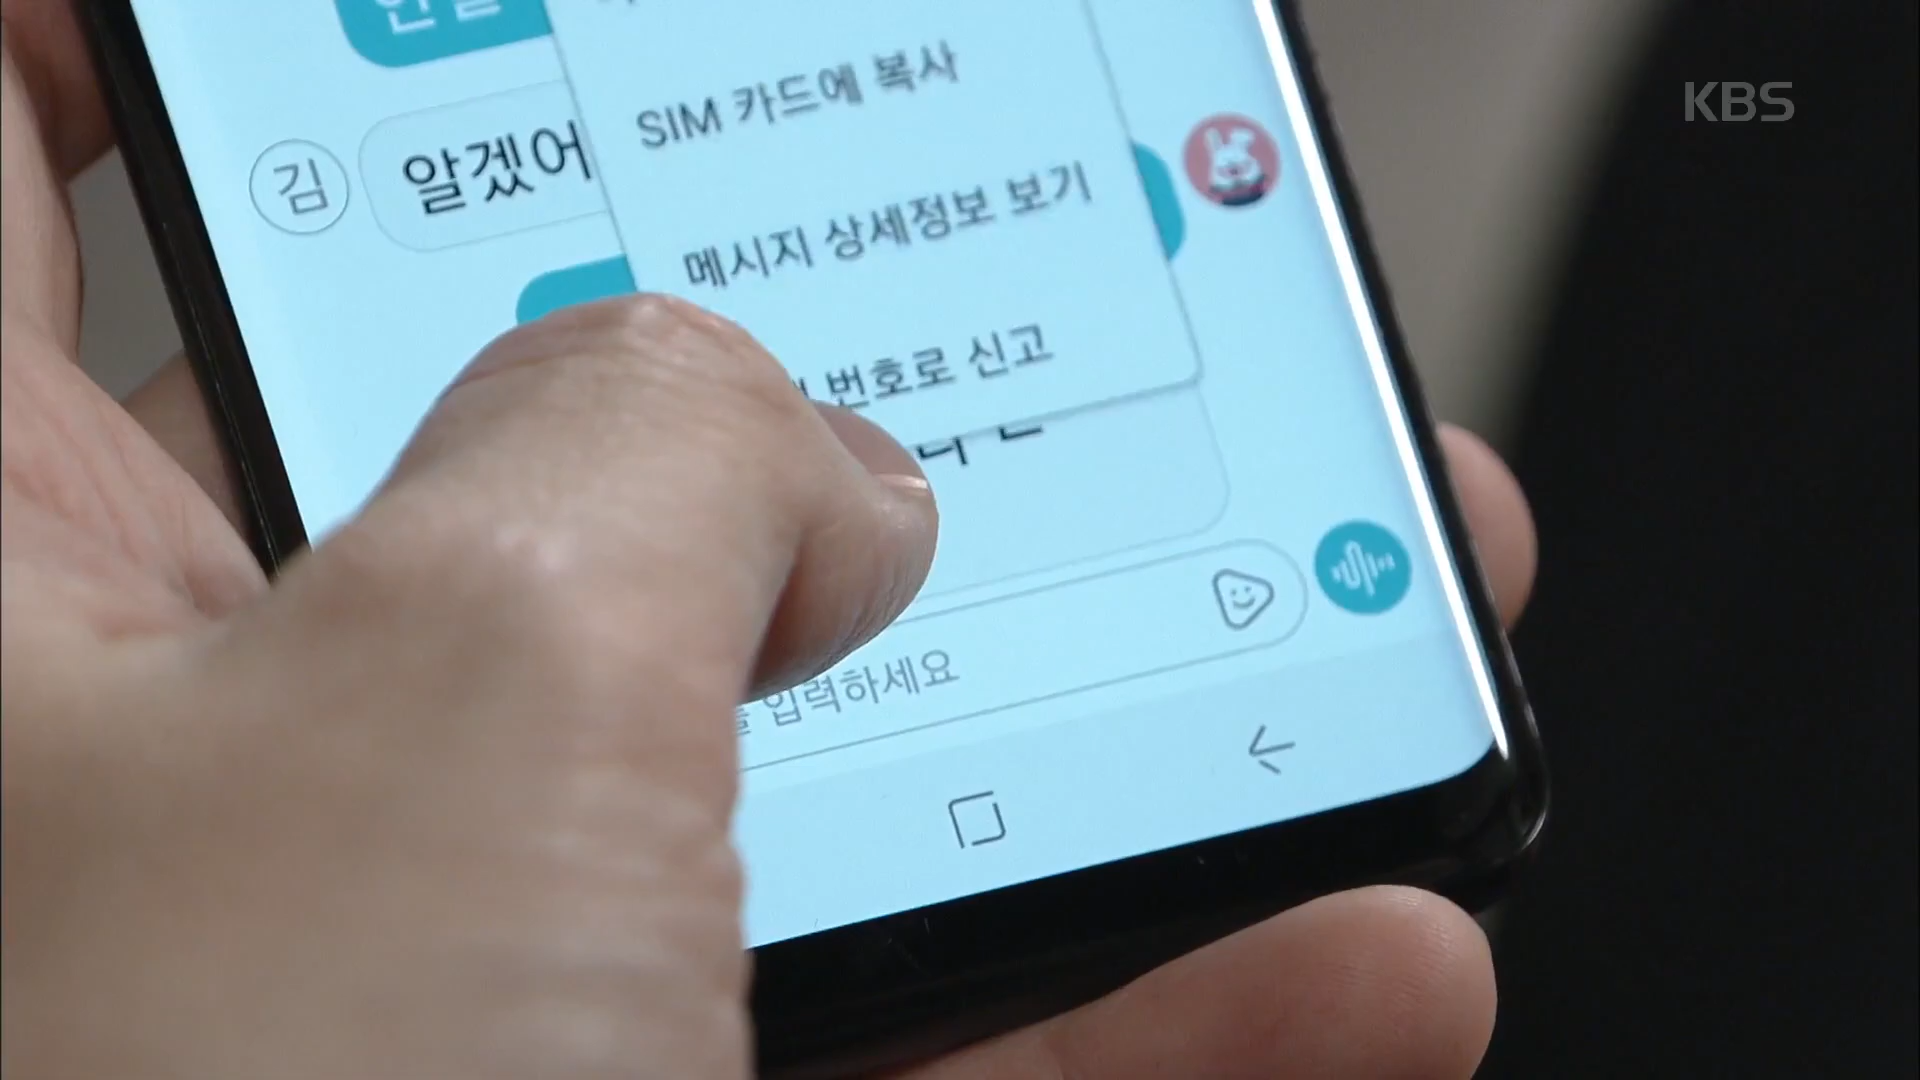 KBS
SIM 카드에 복사
김
알겠어
메시지 상세정보 보기
번호로 신고
입력하세요